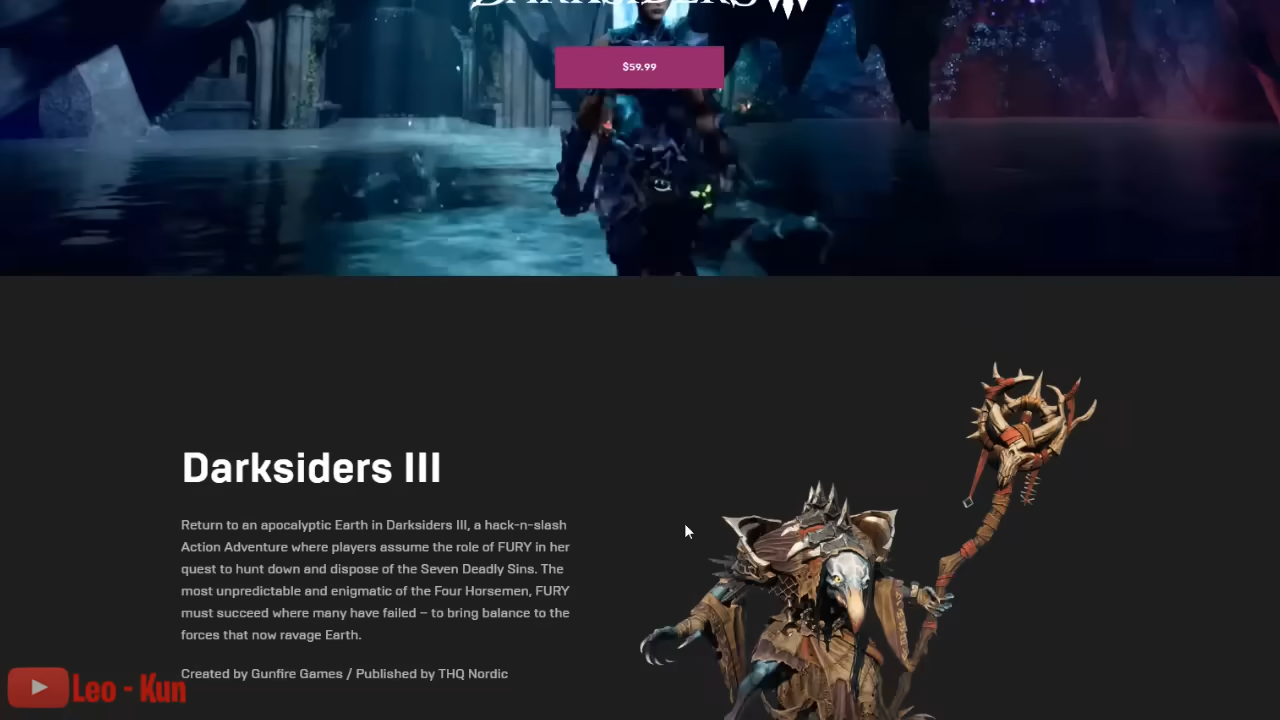 DARKSIDERS III
$59.99
Darksiders III
Return to an apocalyptic Earth in Darksiders III, a hack-n-slash
Action Adventure where players assume the role of FURY in her
quest to hunt down and dispose of the Seven Deadly Sins. The
most unpredictable and enigmatic of the Four Horsemen, FURY
must succeed where many have failed – to bring balance to the
forces that now ravage Earth.
Created by Gunfire Games / Published by THQ Nordic
Leo - Kun